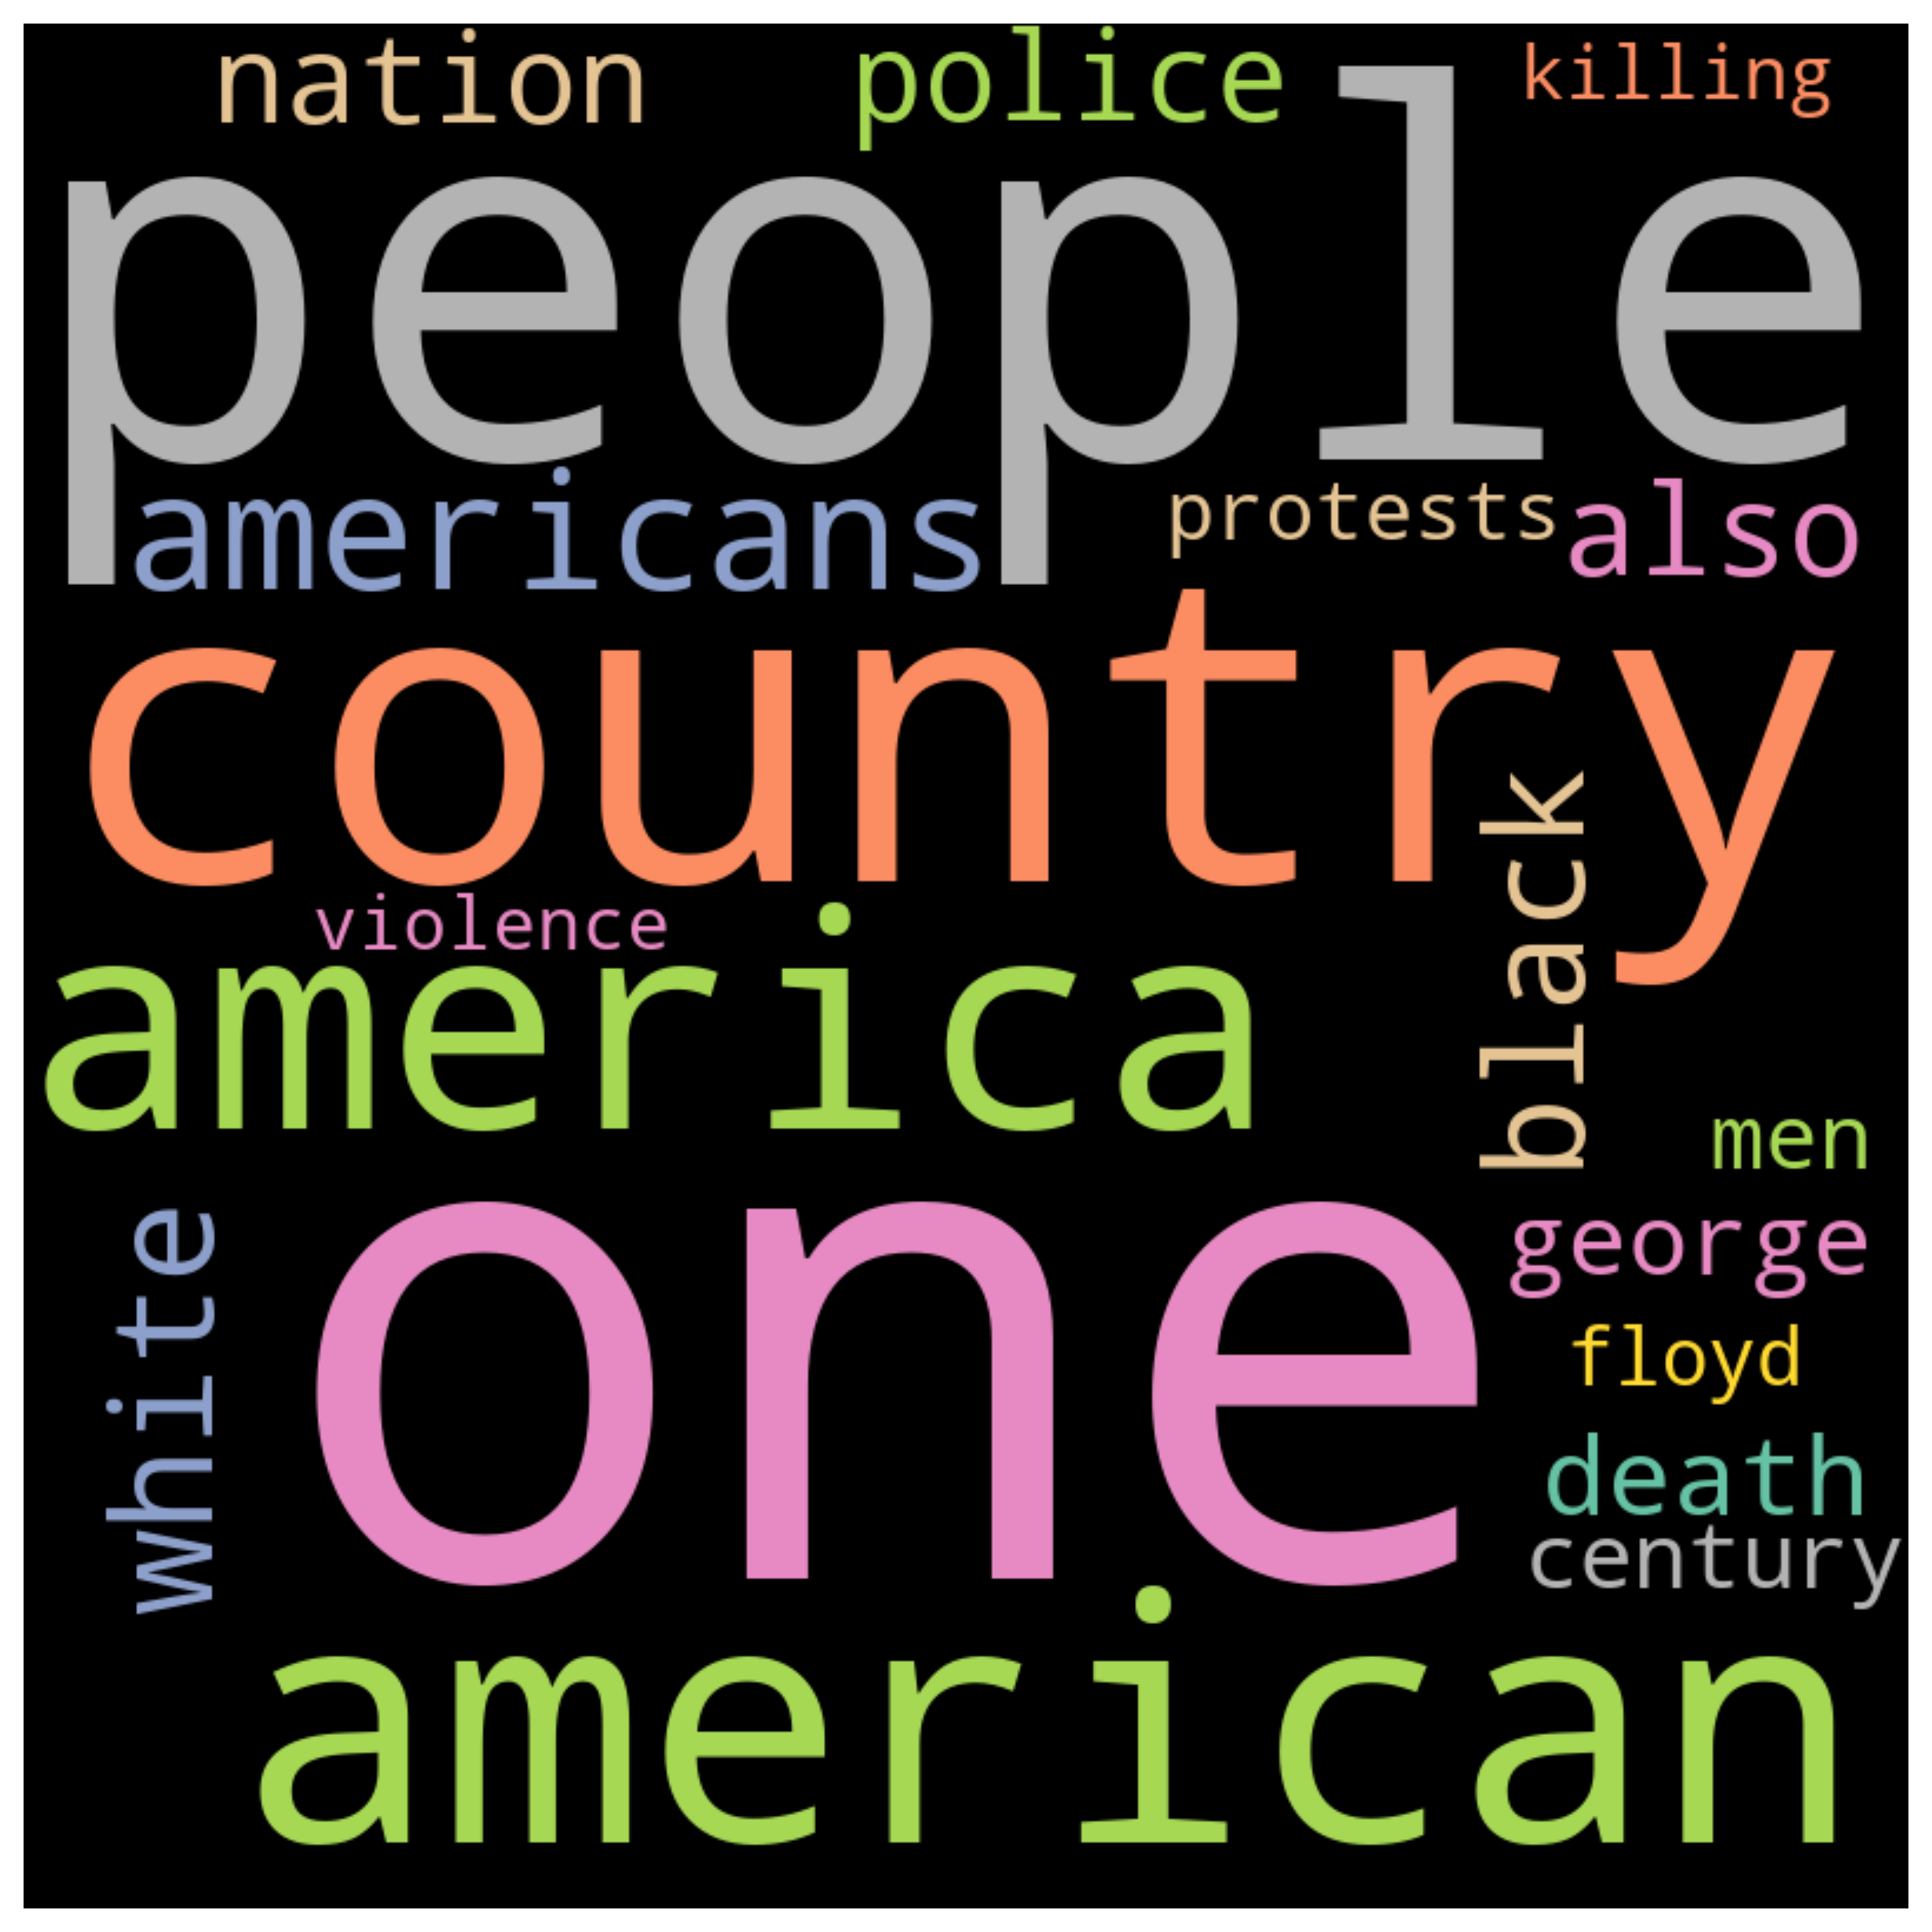 nation police killing
people
americans protests also
country
black
violence
america
men
white
one
george
floyd
death
century
american